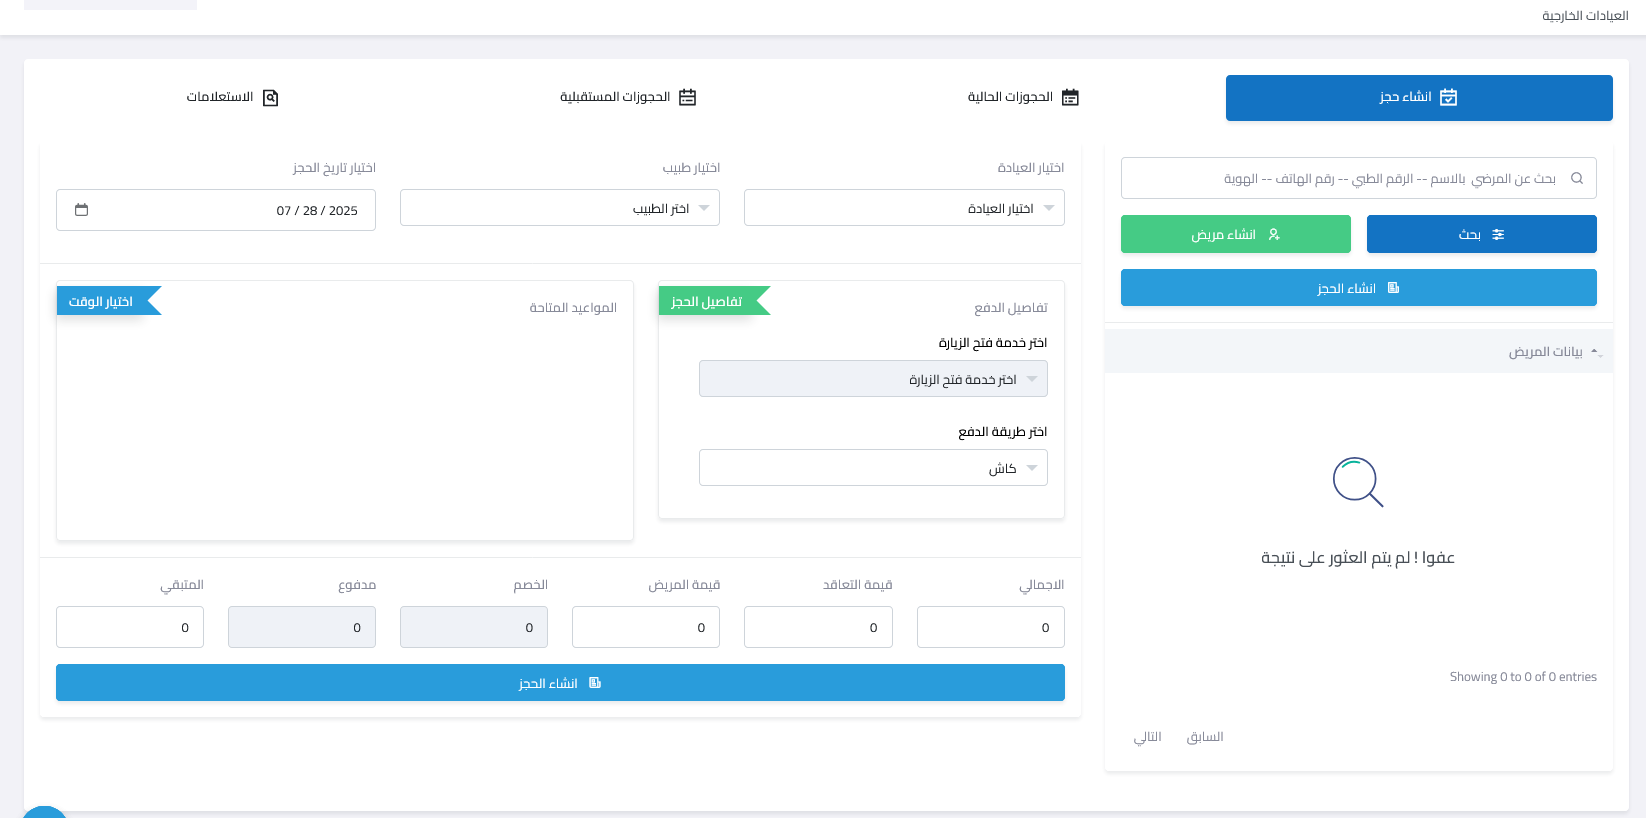 العيادات الخارجية
انشاء حجز
الحجوزات الحالية
الحجوزات المستقبلية
الاستعلامات
بحث عن المرضي بالاسم -- الرقم الطبي -- رقم الهاتف -- الهوية
بحث
انشاء مريض
انشاء الحجز
بيانات المريض
عفوا ! لم يتم العثور على نتيجة
Showing 0 to 0 of 0 entries
السابق
التالي
اختيار العيادة
اختيار طبيب
اختيار تاريخ الحجز
اختيار العيادة
اختر الطبيب
07 / 28 / 2025
تفاصيل الدفع
تفاصيل الحجز
اختر خدمة فتح الزيارة
اختر خدمة فتح الزيارة
اختر طريقة الدفع
كاش
المواعيد المتاحة
اختيار الوقت
الاجمالي
قيمة التعاقد
قيمة المريض
الخصم
مدفوع
المتبقي
0
0
0
0
0
0
انشاء الحجز